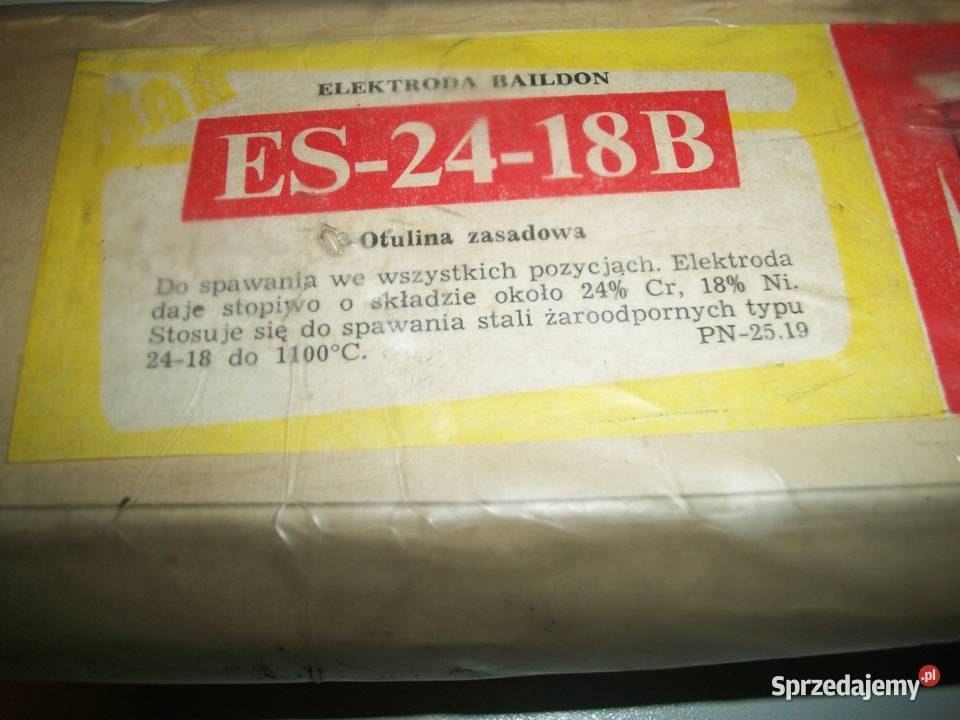 ELEKTRODA BAILDON
ES-24-18B
Otulina zasadowa
Do spawania we wszystkich pozycjach. Elektroda
daje stopiwo o składzie około 24% Cr, 18% Ni.
Stosuje się do spawania stali żaroodpornych typu
24-18 do 1100°C. PN-25.19
Sprzedajemy.pl